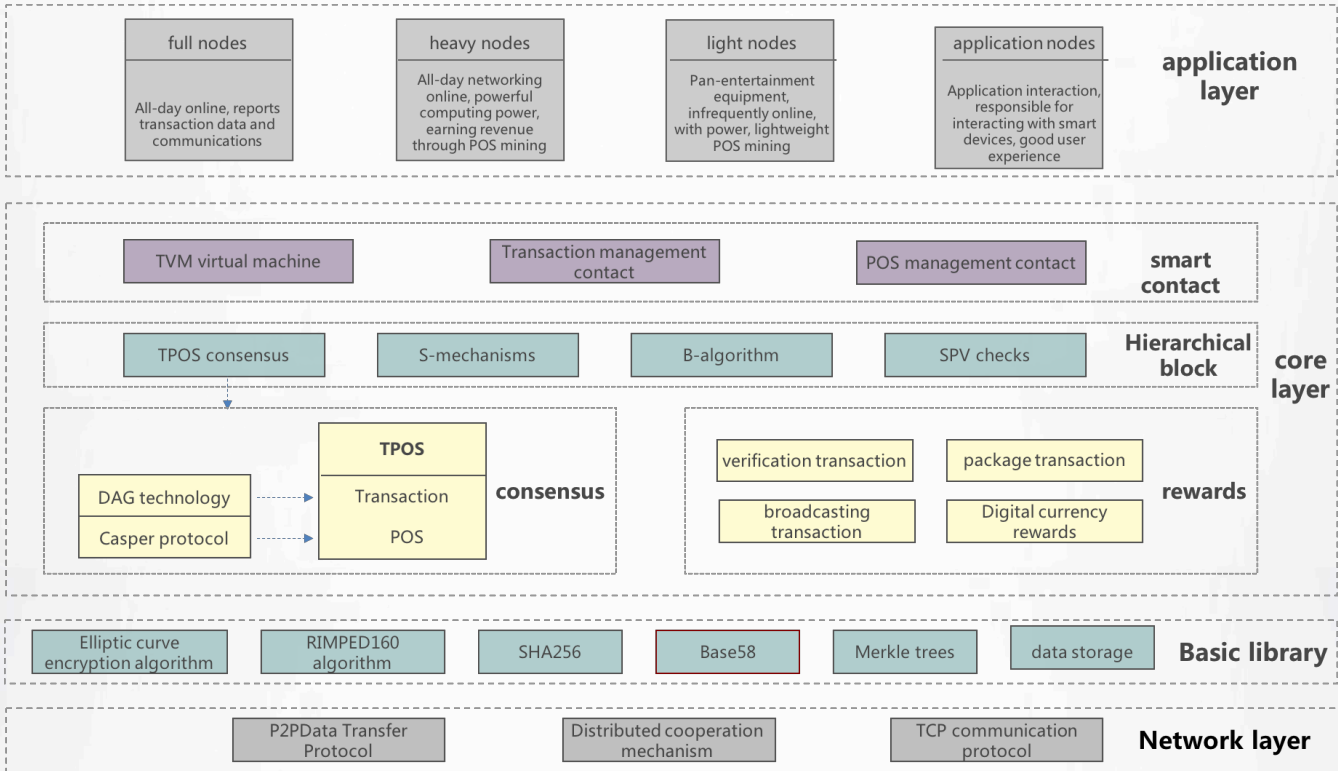 full nodes
All-day online, reports
transaction data and
communications
heavy nodes
All-day networking
online, powerful
computing power,
earning revenue
through POS mining
light nodes
Pan-entertainment
equipment,
infrequently online,
with power, lightweight
POS mining
application nodes
Application interaction,
responsible for
interacting with smart
devices, good user
experience
application
layer
TVM virtual machine
Transaction management
contact
POS management contact
smart
contact
TPOS consensus
S-mechanisms
B-algorithm
SPV checks
Hierarchical
block
core
layer
DAG technology
Casper protocol
TPOS
Transaction
POS
consensus
verification transaction
package transaction
broadcasting
transaction
Digital currency
rewards
rewards
Elliptic curve
encryption algorithm
RIMPED160
algorithm
SHA256
Base58
Merkle trees
data storage
Basic library
P2PData Transfer
Protocol
Distributed cooperation
mechanism
TCP communication
protocol
Network layer